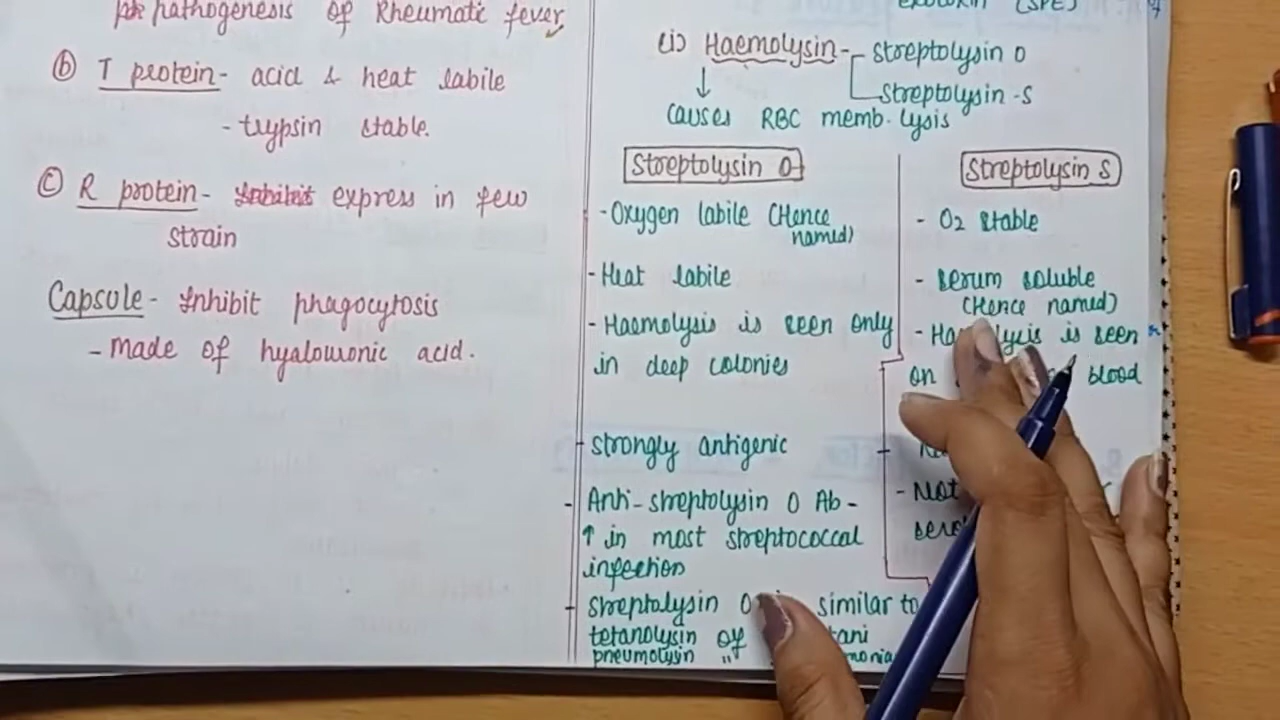 pathogenesis of Rheumatic fever
(b) T protein - acid & heat labile
- trypsin stable.
(c) R protein - express in few
strain
Capsule - Inhibit phagocytosis
- made of hyalouronic acid.
(SPE)
(i) Haemolysin - Streptolysin O
Streptolysin - S
↓
causes RBC memb. lysis
Streptolysin O
- Oxygen labile (Hence
named)
- Heat labile
- Haemolysis is seen only
in deep colonies
strongly antigenic
- Anti-streptolysin O Ab -
↑ in most streptococcal
infection
- streptolysin O similar to
tetanolysin of
pneumolysin "
Streptolysin S
- O2 stable
- serum soluble
(Hence named)
- is seen
on blood
- Not